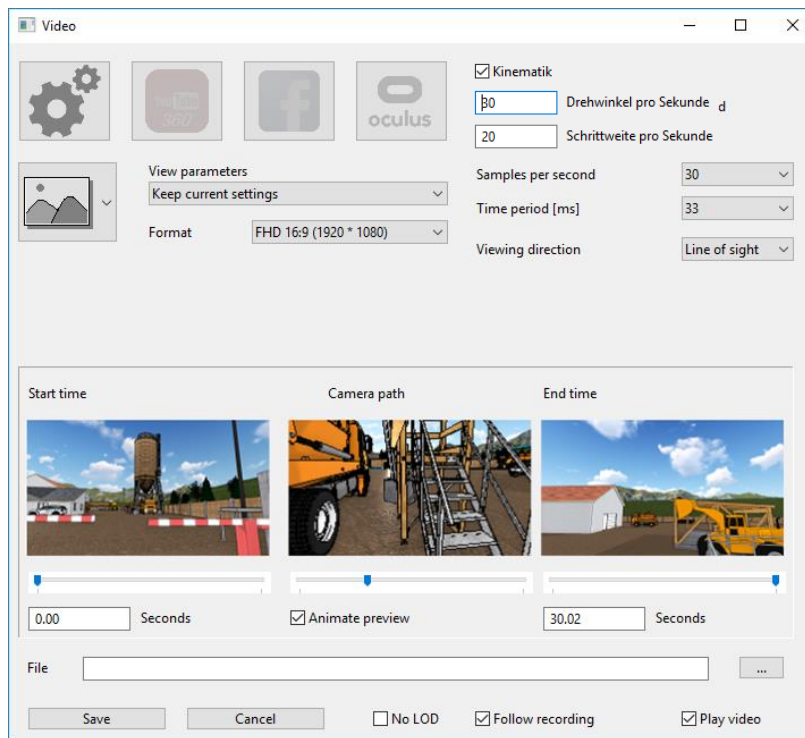 Video
You Tube
360°
oculus
Kinematik
30 Drehwinkel pro Sekunde d
20 Schrittweite pro Sekunde
View parameters
Keep current settings
Format FHD 16:9 (1920 * 1080)
Samples per second 30
Time period [ms] 33
Viewing direction Line of sight
Start time Camera path End time
0.00 Seconds Animate preview 30.02 Seconds
File ...
Save Cancel No LOD Follow recording Play video